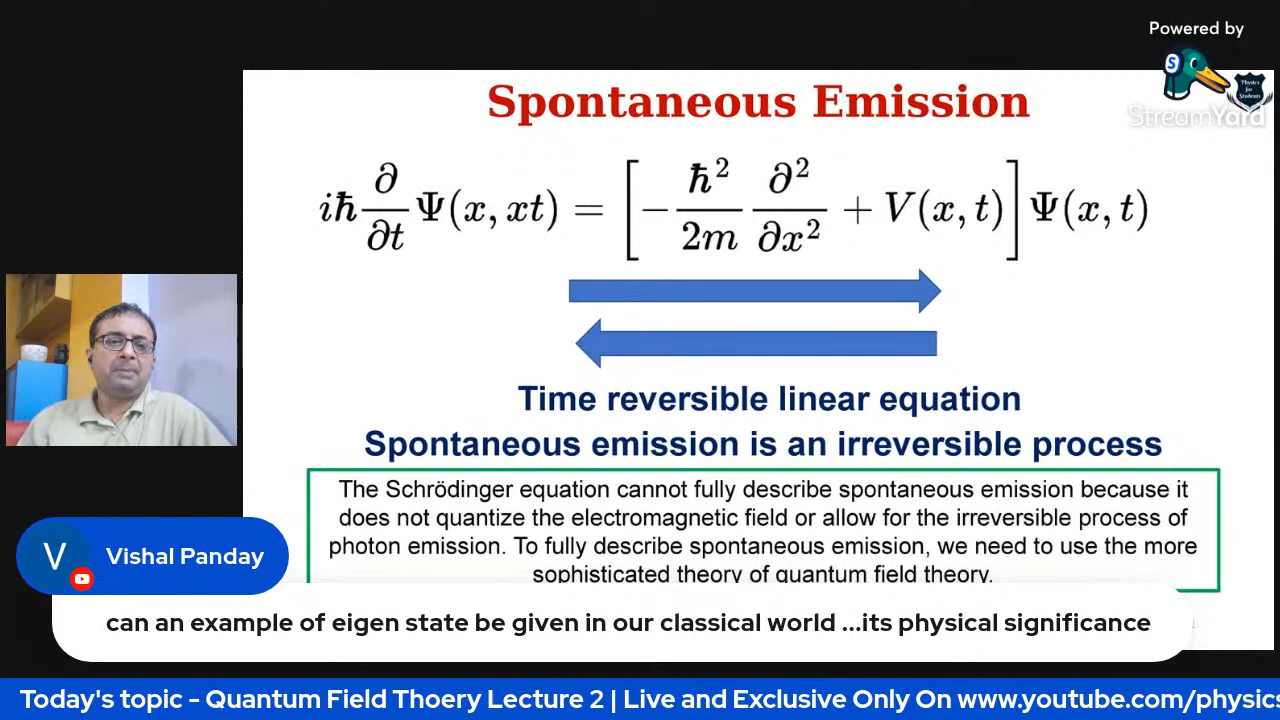 Powered by
S
Physics
for
Students
StreamYard
Spontaneous Emission
iħ ∂/∂t Ψ(x, xt) = [ − ħ²/2m ∂²/∂x² + V(x, t) ] Ψ(x, t)
Time reversible linear equation
Spontaneous emission is an irreversible process
The Schrödinger equation cannot fully describe spontaneous emission because it
does not quantize the electromagnetic field or allow for the irreversible process of
photon emission. To fully describe spontaneous emission, we need to use the more
sophisticated theory of quantum field theory.
V
Vishal Panday
can an example of eigen state be given in our classical world ...its physical significance
Today's topic - Quantum Field Thoery Lecture 2 | Live and Exclusive Only On www.youtube.com/physics